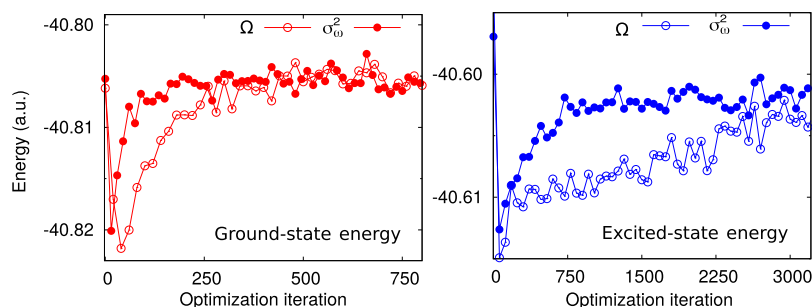 Ω σ²ω
-40.80
-40.81
-40.82
Energy (a.u.)
Ground-state energy
0 250 500 750
Optimization iteration
Ω σ²ω
-40.60
-40.61
Excited-state energy
0 750 1500 2250 3000
Optimization iteration